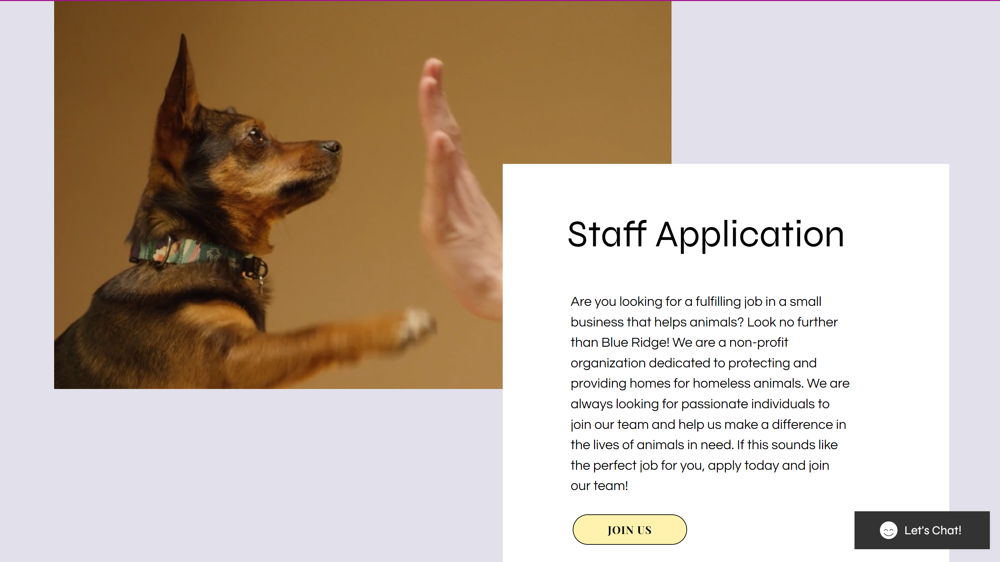 Staff Application
Are you looking for a fulfilling job in a small
business that helps animals? Look no further
than Blue Ridge! We are a non-profit
organization dedicated to protecting and
providing homes for homeless animals. We are
always looking for passionate individuals to
join our team and help us make a difference in
the lives of animals in need. If this sounds like
the perfect job for you, apply today and join
our team!
JOIN US
Let's Chat!